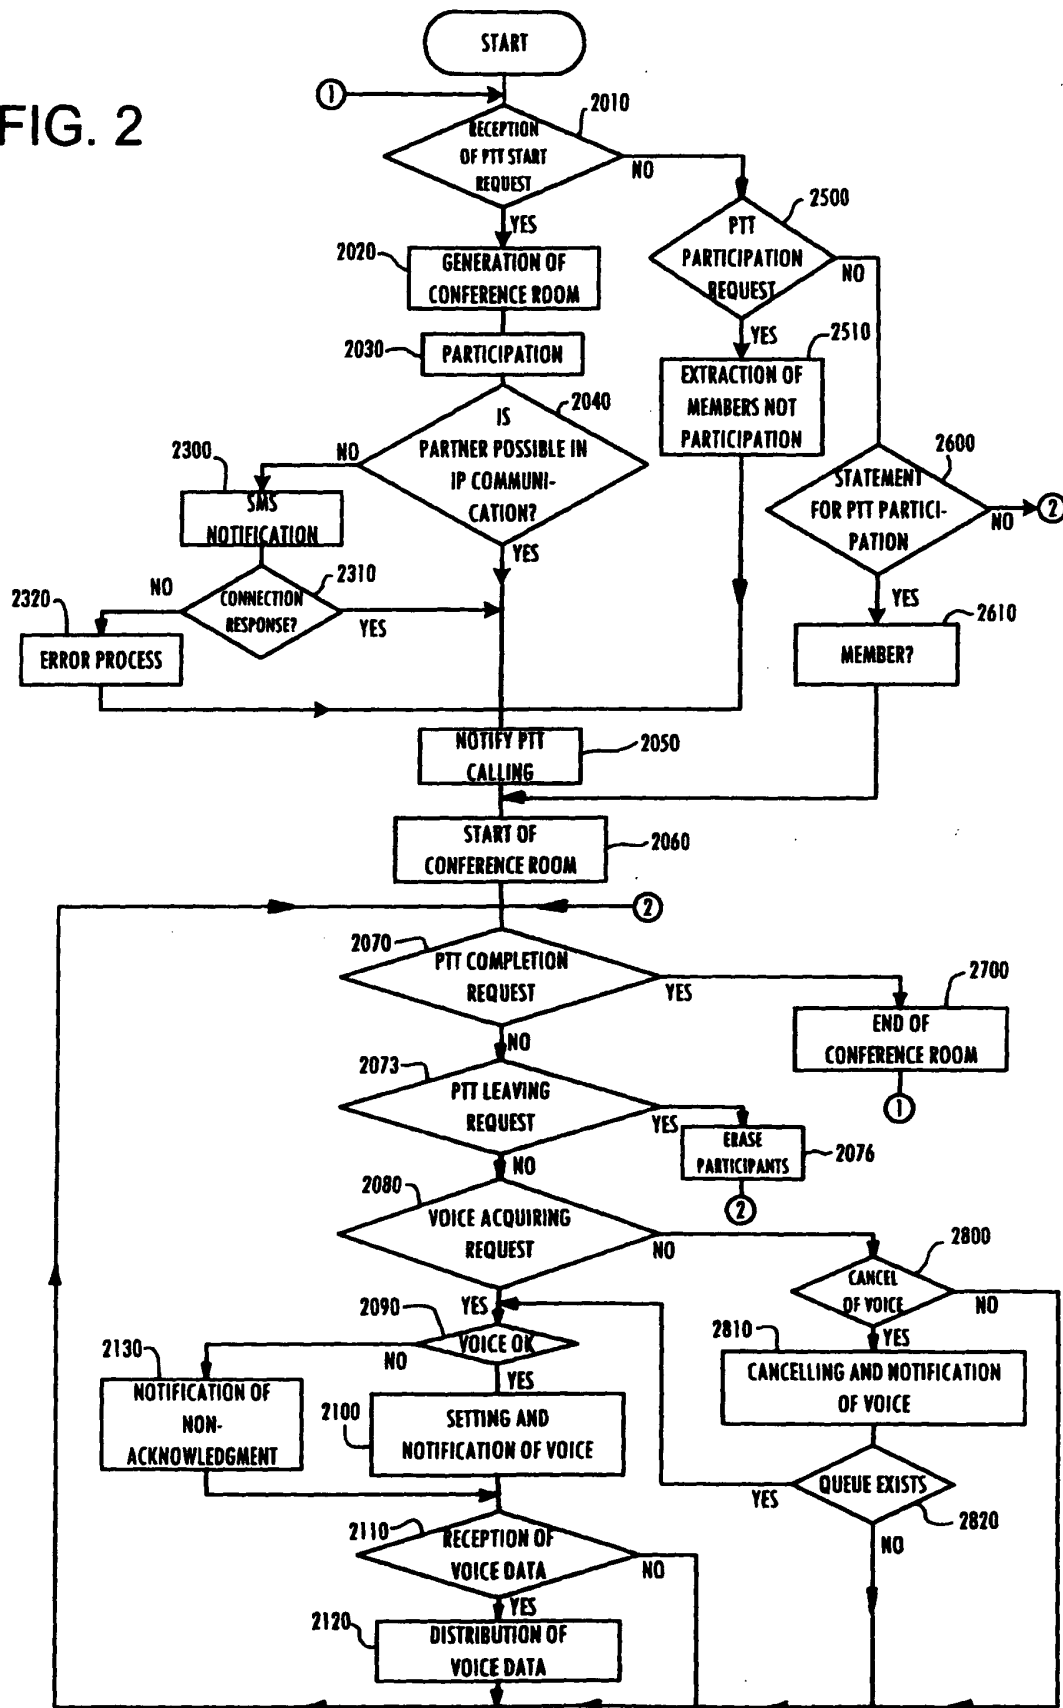 FIG. 2
START
1
2010
RECEPTION
OF PTT START
REQUEST
NO
YES
2500
PTT
PARTICIPATION
REQUEST
NO
YES
2020
GENERATION OF
CONFERENCE ROOM
2030
PARTICIPATION
2510
EXTRACTION OF
MEMBERS NOT
PARTICIPATION
2040
IS
PARTNER POSSIBLE IN
IP COMMUNI-
CATION?
NO
YES
2300
SMS
NOTIFICATION
2600
STATEMENT
FOR PTT PARTICI-
PATION
NO
2
YES
2310
CONNECTION
RESPONSE?
NO
YES
2320
ERROR PROCESS
2610
MEMBER?
NOTIFY PTT
CALLING
2050
START OF
CONFERENCE ROOM
2060
2
2070
PTT COMPLETION
REQUEST
YES
NO
2700
END OF
CONFERENCE ROOM
1
2073
PTT LEAVING
REQUEST
YES
NO
ERASE
PARTICIPANTS
2076
2
2080
VOICE ACQUIRING
REQUEST
NO
YES
2800
CANCEL
OF VOICE
NO
YES
2090
VOICE OK
NO
YES
2810
CANCELLING AND NOTIFICATION
OF VOICE
2130
NOTIFICATION OF
NON-
ACKNOWLEDGMENT
2100
SETTING AND
NOTIFICATION OF VOICE
QUEUE EXISTS
YES
2820
NO
2110
RECEPTION OF
VOICE DATA
NO
YES
2120
DISTRIBUTION OF
VOICE DATA